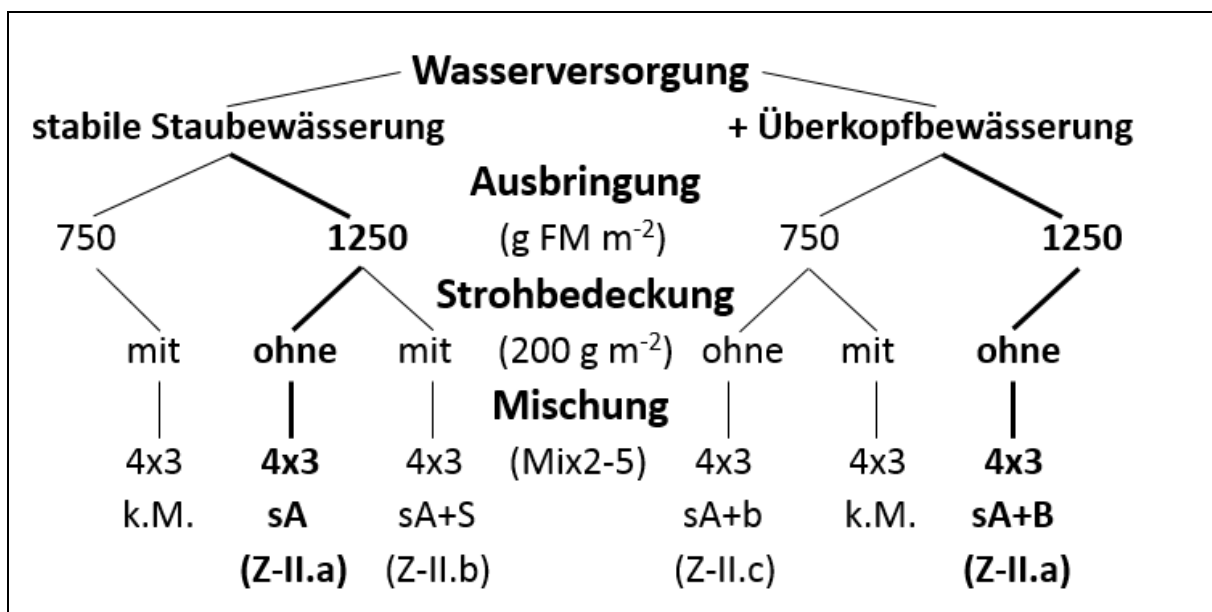 Wasserversorgung
stabile Staubewässerung + Überkopfbewässerung
Ausbringung
750 1250 (g FM m⁻²) 750 1250
Strohbedeckung
mit ohne mit (200 g m⁻²) ohne mit ohne
Mischung
4x3 4x3 4x3 (Mix2-5) 4x3 4x3 4x3
k.M. sA sA+S sA+b k.M. sA+B
(Z-II.a) (Z-II.b) (Z-II.c) (Z-II.a)